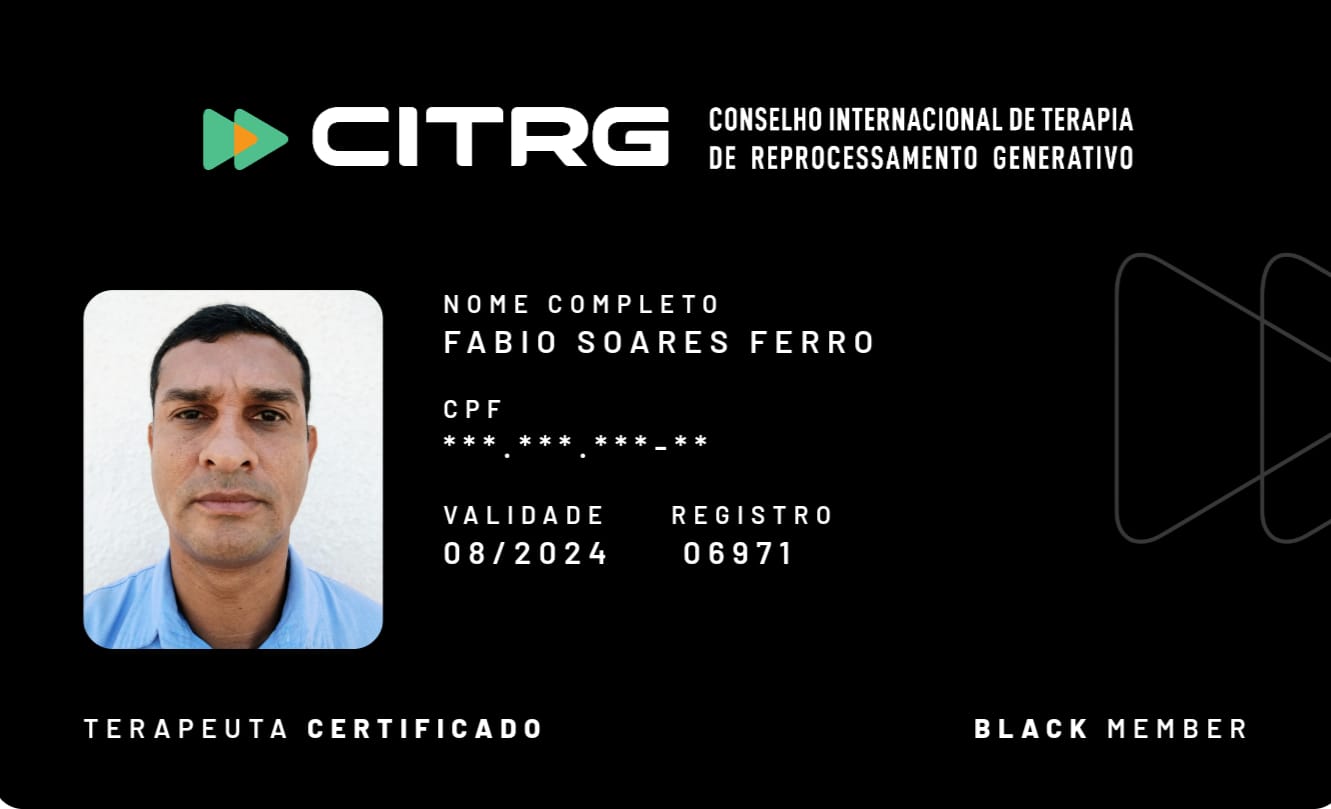 CITRG
CONSELHO INTERNACIONAL DE TERAPIA
DE REPROCESSAMENTO GENERATIVO
NOME COMPLETO
FABIO SOARES FERRO
CPF
***.***.***-**
VALIDADE REGISTRO
08/2024 06971
TERAPEUTA CERTIFICADO
BLACK MEMBER